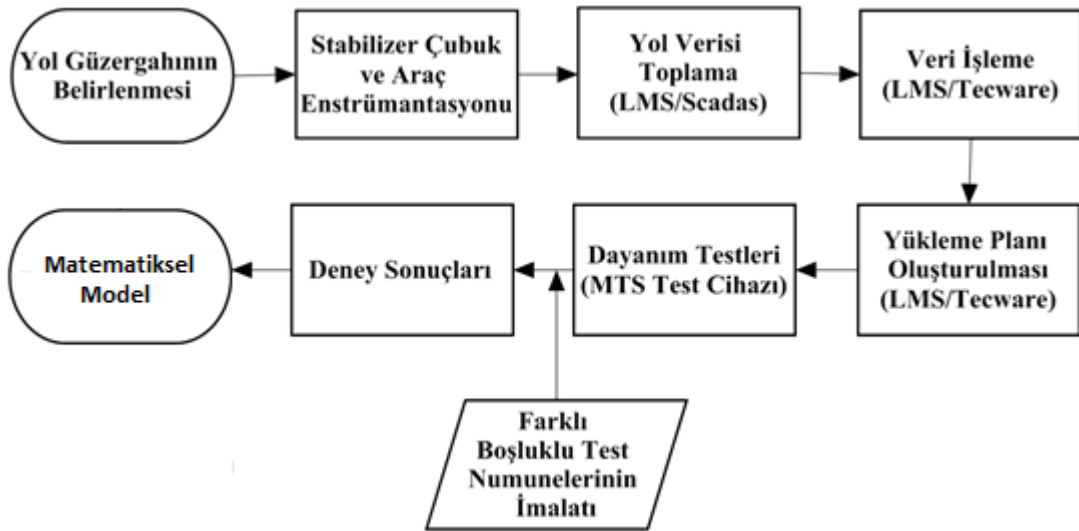 Yol Güzergahının
Belirlenmesi
Stabilizer Çubuk
ve Araç
Enstrümantasyonu
Yol Verisi
Toplama
(LMS/Scadas)
Veri İşleme
(LMS/Tecware)
Yükleme Planı
Oluşturulması
(LMS/Tecware)
Dayanım Testleri
(MTS Test Cihazı)
Deney Sonuçları
Matematiksel
Model
Farklı
Boşluklu Test
Numunelerinin
İmalatı